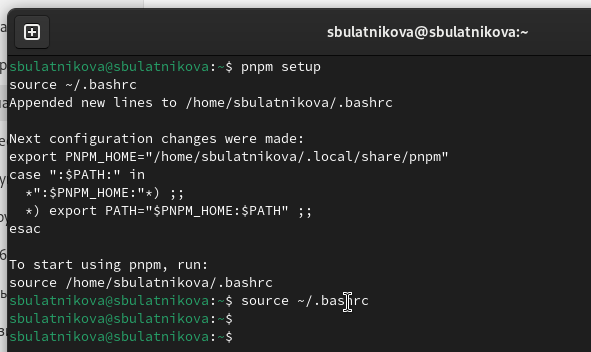 sbulatnikova@sbulatnikova:~
sbulatnikova@sbulatnikova:~$ pnpm setup
source ~/.bashrc
Appended new lines to /home/sbulatnikova/.bashrc

Next configuration changes were made:
export PNPM_HOME="/home/sbulatnikova/.local/share/pnpm"
case ":$PATH:" in
  *":$PNPM_HOME:"*) ;;
  *) export PATH="$PNPM_HOME:$PATH" ;;
esac

To start using pnpm, run:
source /home/sbulatnikova/.bashrc
sbulatnikova@sbulatnikova:~$ source ~/.bashrc
sbulatnikova@sbulatnikova:~$
sbulatnikova@sbulatnikova:~$